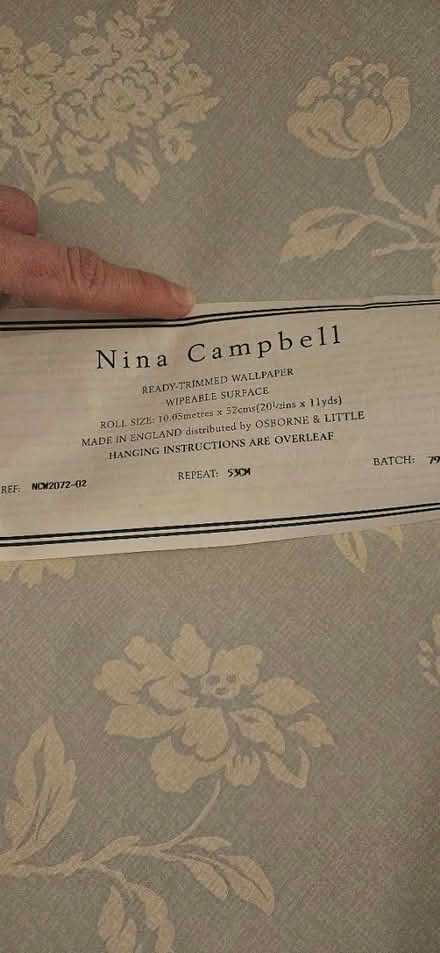 Nina Campbell
READY-TRIMMED WALLPAPER
WIPEABLE SURFACE
ROLL SIZE: 10.05metres x 52cms(20½ins x 11yds)
MADE IN ENGLAND distributed by OSBORNE & LITTLE
HANGING INSTRUCTIONS ARE OVERLEAF
REF: NCW2072-02 REPEAT: 53CM BATCH: 79